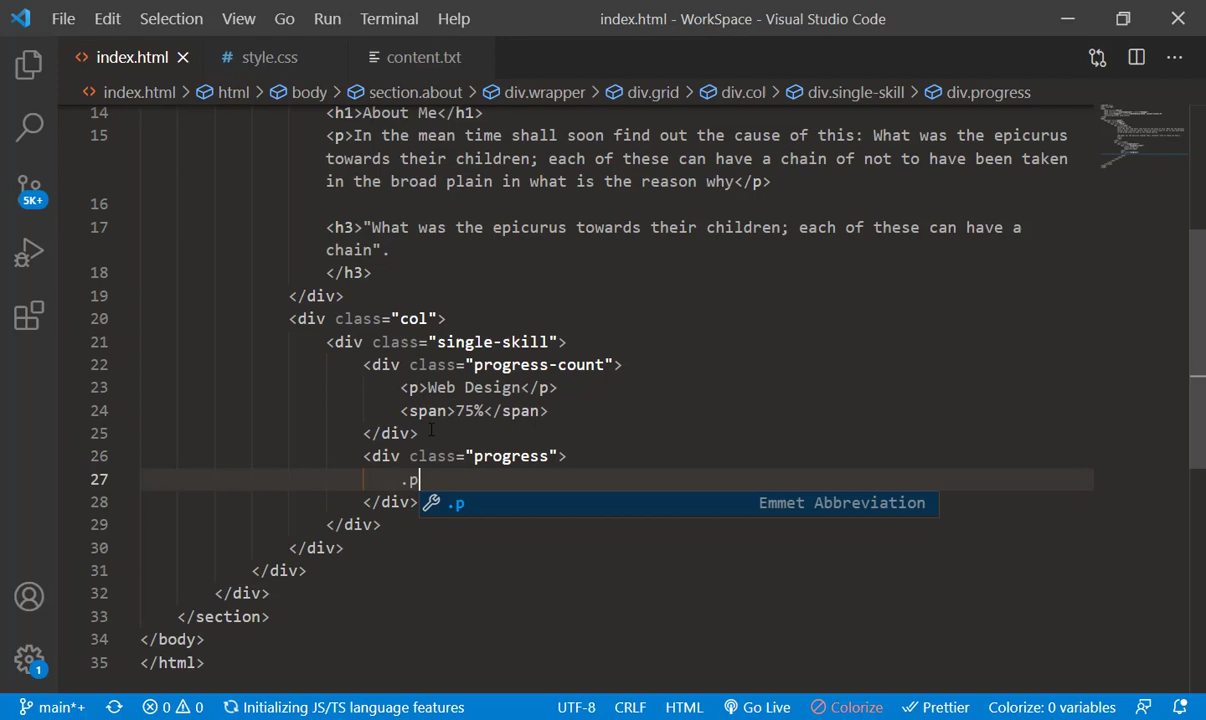 File Edit Selection View Go Run Terminal Help index.html - WorkSpace - Visual Studio Code
<> index.html # style.css content.txt
<> index.html > html > body > section.about > div.wrapper > div.grid > div.col > div.single-skill > div.progress
14 <h1>About Me</h1>
15 <p>In the mean time shall soon find out the cause of this: What was the epicurus
towards their children; each of these can have a chain of not to have been taken
in the broad plain in what is the reason why</p>
16
17 <h3>"What was the epicurus towards their children; each of these can have a
chain".
18 </h3>
19 </div>
20 <div class="col">
21 <div class="single-skill">
22 <div class="progress-count">
23 <p>Web Design</p>
24 <span>75%</span>
25 </div>
26 <div class="progress">
27 .p
28 </div>
.p Emmet Abbreviation
29 </div>
30 </div>
31 </div>
32 </div>
33 </section>
34 </body>
35 </html>
5K+
1
main*+ 0 0 Initializing JS/TS language features UTF-8 CRLF HTML Go Live Colorize Prettier Colorize: 0 variables